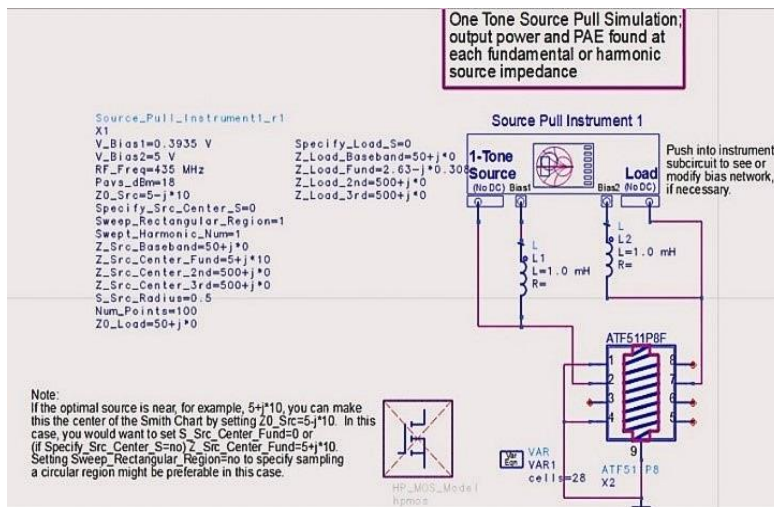 One Tone Source Pull Simulation;
output power and PAE found at
each fundamental or harmonic
source impedance
Source_Pull_Instrument1_r1
X1
V_Bias1=0.3935 V
V_Bias2=5 V
RF_Freq=435 MHz
Pavs_dBm=18
Z0_Src=5-j*10
Specify_Src_Center_S=0
Sweep_Rectangular_Region=1
Swept_Harmonic_Num=1
Z_Src_Baseband=50+j*0
Z_Src_Center_Fund=5+j*10
Z_Src_Center_2nd=500+j*0
Z_Src_Center_3rd=500+j*0
S_Src_Radius=0.5
Num_Points=100
Z0_Load=50+j*0
Specify_Load_S=0
Z_Load_Baseband=50+j*0
Z_Load_Fund=2.63-j*0.308
Z_Load_2nd=500+j*0
Z_Load_3rd=500+j*0
Source Pull Instrument 1
1-Tone
Source
(No DC)
Bias1
Bias2
Load
(No DC)
Push into instrument
subcircuit to see or
modify bias network,
if necessary.
L
L1
L=1.0 mH
R=
L
L2
L=1.0 mH
R=
ATF511P8F
1
2
3
4
8
7
6
5
9
ATF51 P8
X2
Var
Eqn
VAR
VAR1
cells=28
HP_MOS_Model
hpmos
Note:
If the optimal source is near, for example, 5+j*10, you can make
this the center of the Smith Chart by setting Z0_Src=5-j*10. In this
case, you would want to set S_Src_Center_Fund=0 or
(if Specify_Src_Center_S=no) Z_Src_Center_Fund=5+j*10.
Setting Sweep_Rectangular_Region=no to specify sampling
a circular region might be preferable in this case.